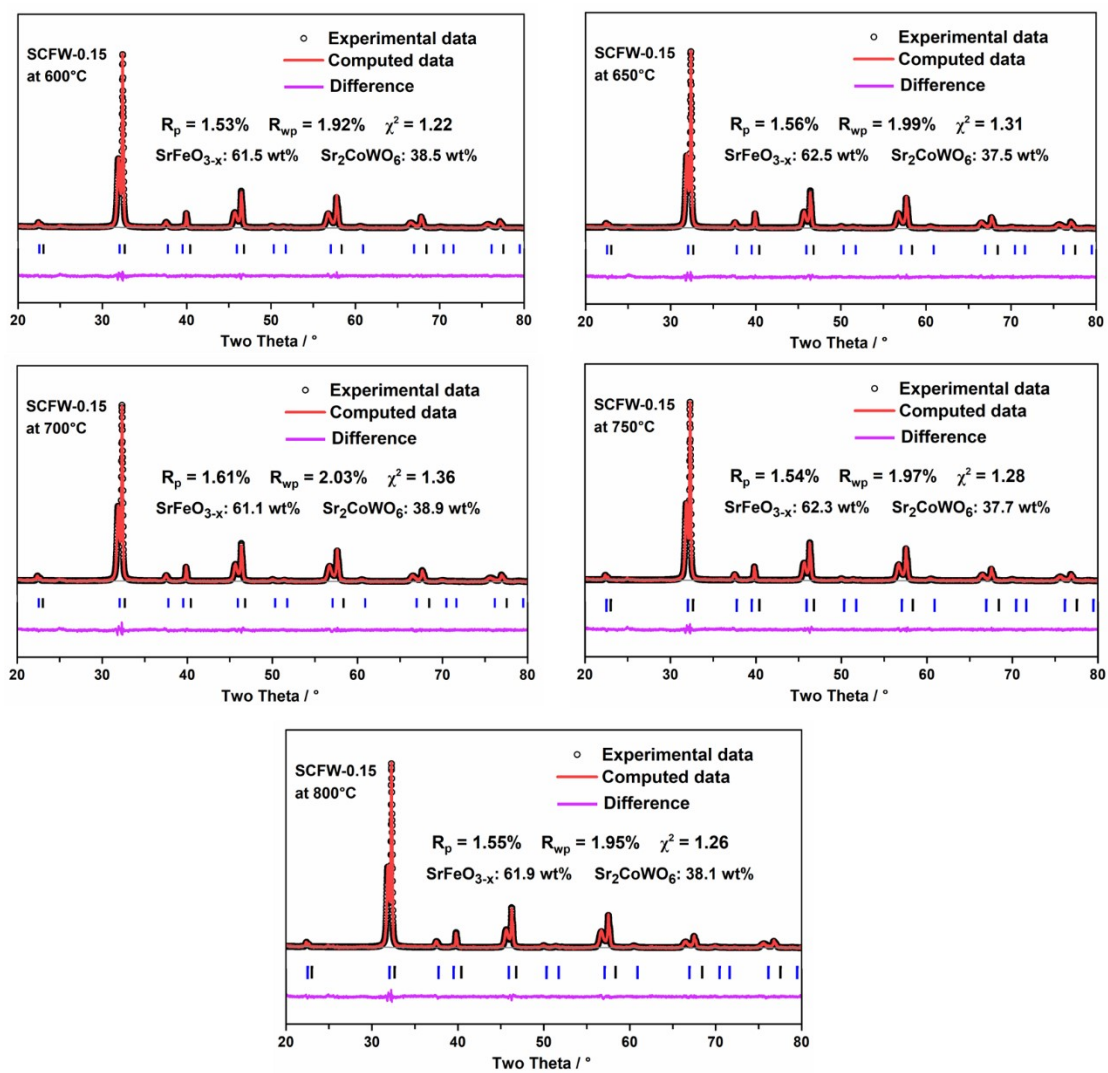 SCFW-0.15
at 600°C
Experimental data
Computed data
Difference
Rp = 1.53% Rwp = 1.92% χ² = 1.22
SrFeO3-x: 61.5 wt% Sr2CoWO6: 38.5 wt%
20 30 40 50 60 70 80
Two Theta / °
SCFW-0.15
at 650°C
Experimental data
Computed data
Difference
Rp = 1.56% Rwp = 1.99% χ² = 1.31
SrFeO3-x: 62.5 wt% Sr2CoWO6: 37.5 wt%
20 30 40 50 60 70 80
Two Theta / °
SCFW-0.15
at 700°C
Experimental data
Computed data
Difference
Rp = 1.61% Rwp = 2.03% χ² = 1.36
SrFeO3-x: 61.1 wt% Sr2CoWO6: 38.9 wt%
20 30 40 50 60 70 80
Two Theta / °
SCFW-0.15
at 750°C
Experimental data
Computed data
Difference
Rp = 1.54% Rwp = 1.97% χ² = 1.28
SrFeO3-x: 62.3 wt% Sr2CoWO6: 37.7 wt%
20 30 40 50 60 70 80
Two Theta / °
SCFW-0.15
at 800°C
Experimental data
Computed data
Difference
Rp = 1.55% Rwp = 1.95% χ² = 1.26
SrFeO3-x: 61.9 wt% Sr2CoWO6: 38.1 wt%
20 30 40 50 60 70 80
Two Theta / °